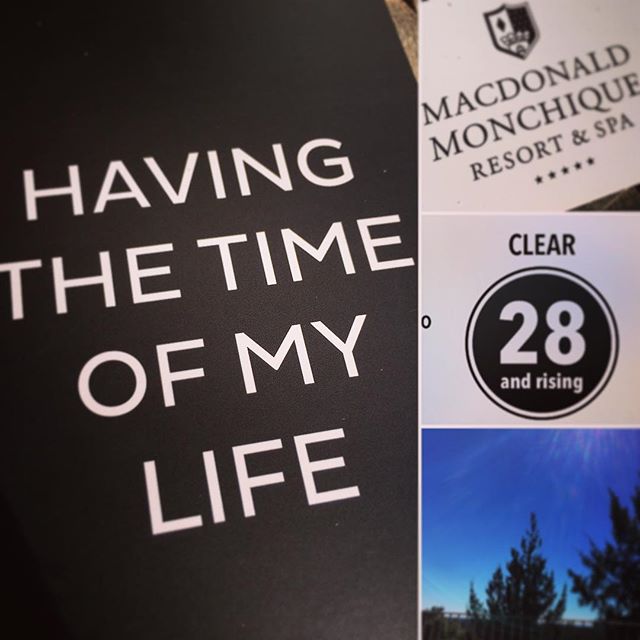 HAVING
THE TIME
OF MY
LIFE
MACDONALD
MONCHIQUE
RESORT & SPA
★★★★★
CLEAR
28
and rising